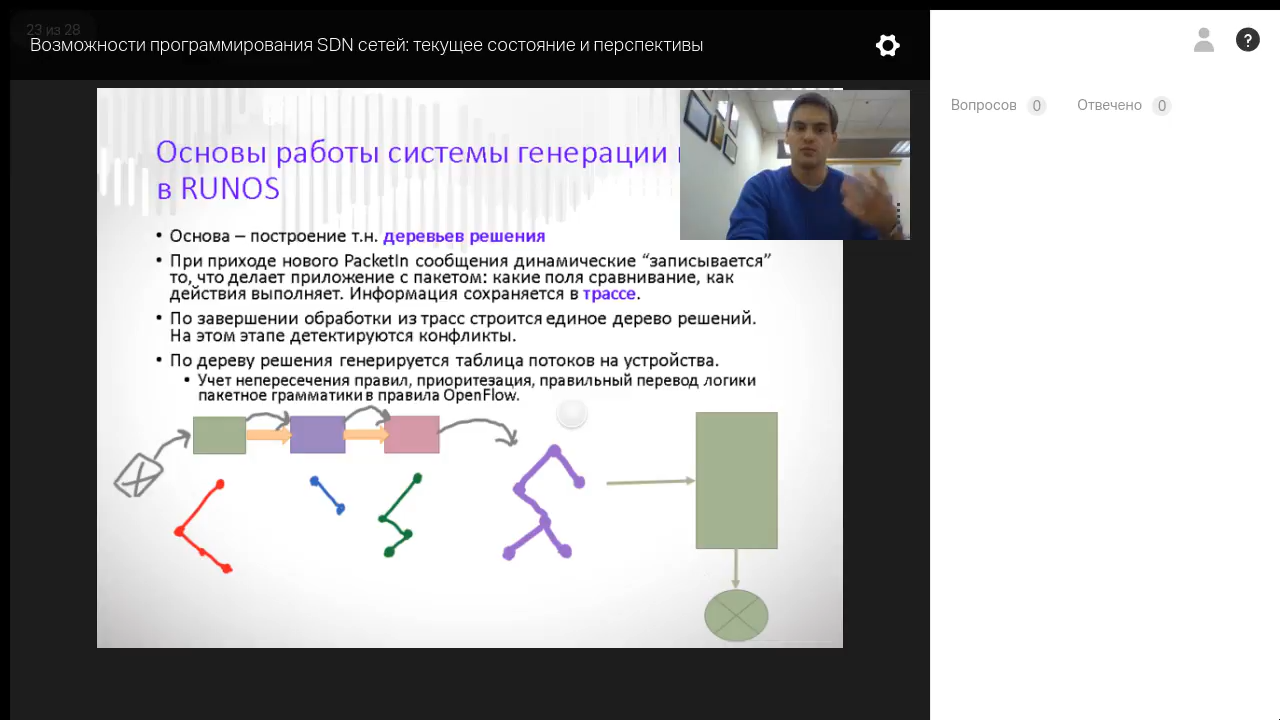 23 из 28
Возможности программирования SDN сетей: текущее состояние и перспективы
Вопросов 0 Отвечено 0
Основы работы системы генерации
в RUNOS
• Основа – построение т.н. деревьев решения
• При приходе нового PacketIn сообщения динамические “записывается”
то, что делает приложение с пакетом: какие поля сравнивание, как
действия выполняет. Информация сохраняется в трассе.
• По завершении обработки из трасс строится единое дерево решений.
На этом этапе детектируются конфликты.
• По дереву решения генерируется таблица потоков на устройства.
• Учет непересечения правил, приоритезация, правильный перевод логики
пакетное грамматики в правила OpenFlow.